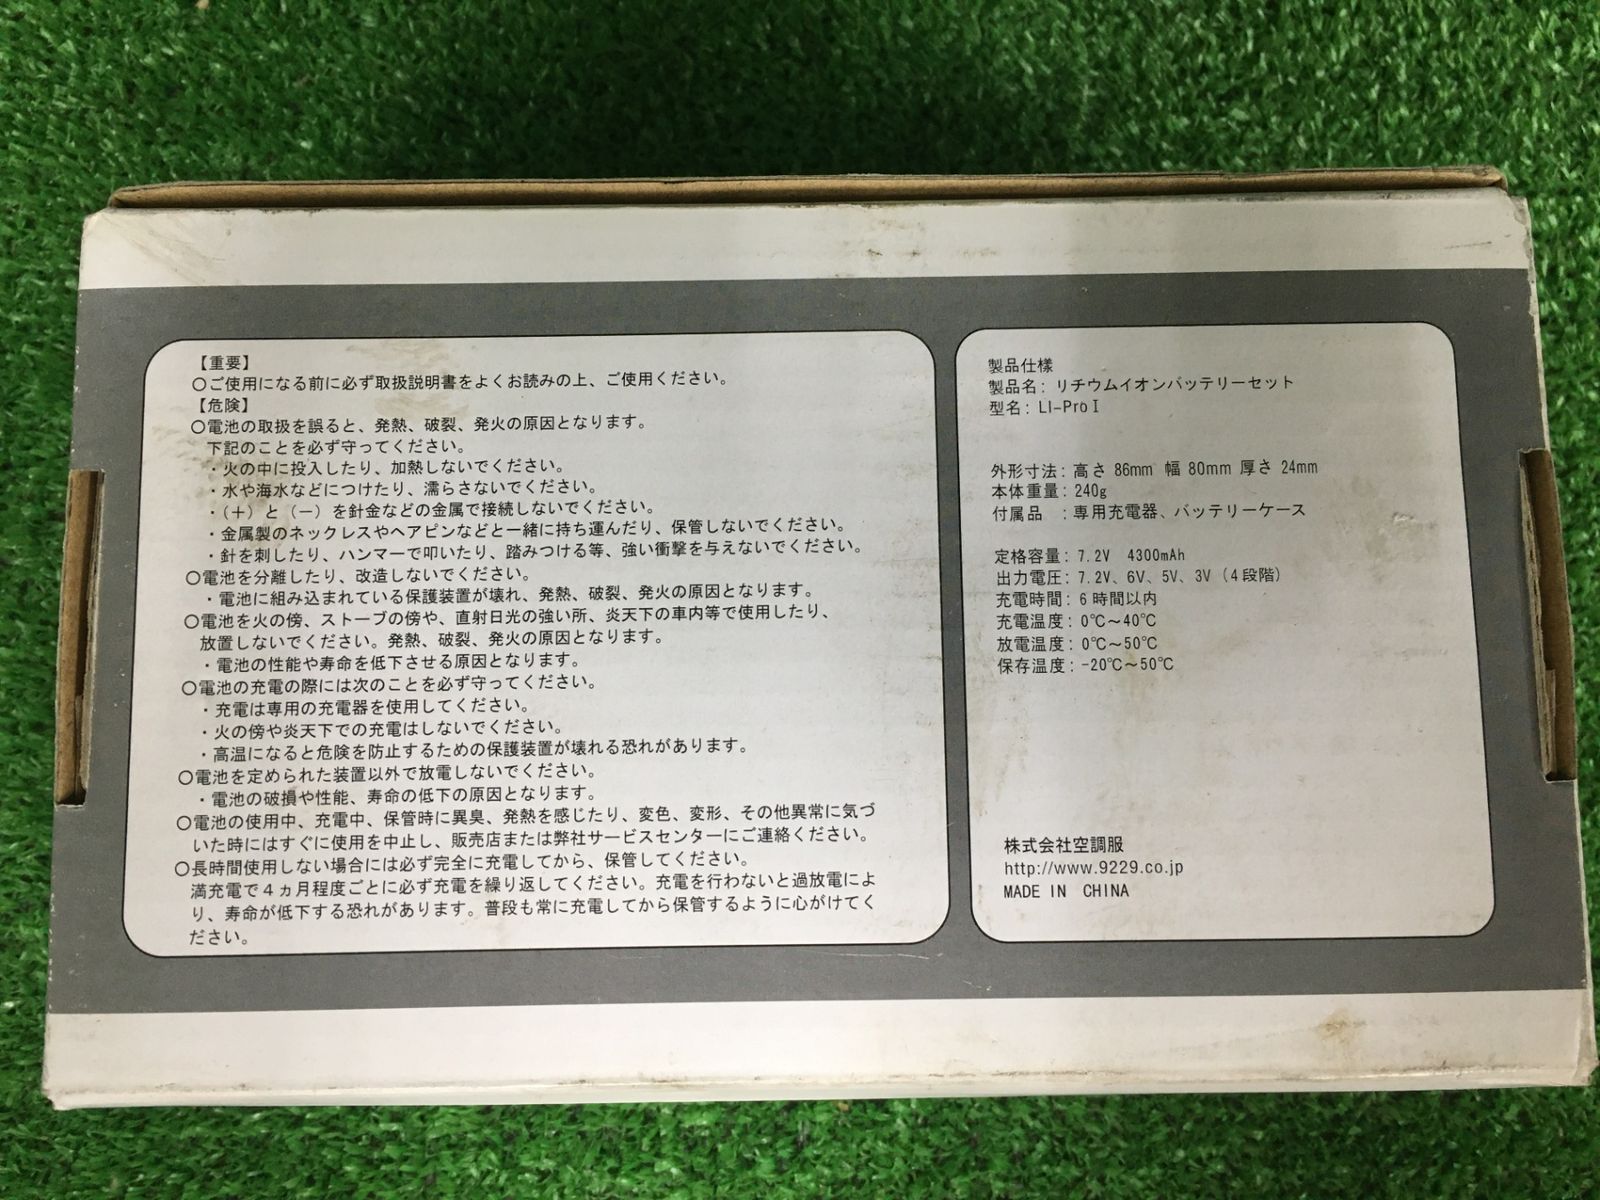 【重要】
○ご使用になる前に必ず取扱説明書をよくお読みの上、ご使用ください。
【危険】
○電池の取扱を誤ると、発熱、破裂、発火の原因となります。
下記のことを必ず守ってください。
・火の中に投入したり、加熱しないでください。
・水や海水などにつけたり、濡らさないでください。
・(＋)と(－)を針金などの金属で接続しないでください。
・金属製のネックレスやヘアピンなどと一緒に持ち運んだり、保管しないでください。
・針を刺したり、ハンマーで叩いたり、踏みつける等、強い衝撃を与えないでください。
○電池を分離したり、改造しないでください。
・電池に組み込まれている保護装置が壊れ、発熱、破裂、発火の原因となります。
○電池を火の傍、ストーブの傍や、直射日光の強い所、炎天下の車内等で使用したり、
放置しないでください。発熱、破裂、発火の原因となります。
・電池の性能や寿命を低下させる原因となります。
○電池の充電の際には次のことを必ず守ってください。
・充電は専用の充電器を使用してください。
・火の傍や炎天下での充電はしないでください。
・高温になると危険を防止するための保護装置が壊れる恐れがあります。
○電池を定められた装置以外で放電しないでください。
・電池の破損や性能、寿命の低下の原因となります。
○電池の使用中、充電中、保管時に異臭、発熱を感じたり、変色、変形、その他異常に気づ
いた時にはすぐに使用を中止し、販売店または弊社サービスセンターにご連絡ください。
○長時間使用しない場合には必ず完全に充電してから、保管してください。
満充電で４ヵ月程度ごとに必ず充電を繰り返してください。充電を行わないと過放電によ
り、寿命が低下する恐れがあります。普段も常に充電してから保管するように心がけてく
ださい。
製品仕様
製品名：リチウムイオンバッテリーセット
型名：LI-ProⅠ
外形寸法：高さ 86mm 幅 80mm 厚さ 24mm
本体重量：240g
付属品　：専用充電器、バッテリーケース
定格容量：7.2V　4300mAh
出力電圧：7.2V、6V、5V、3V（４段階）
充電時間：６時間以内
充電温度：0℃～40℃
放電温度：0℃～50℃
保存温度：-20℃～50℃
株式会社空調服
http://www.9229.co.jp
MADE IN CHINA